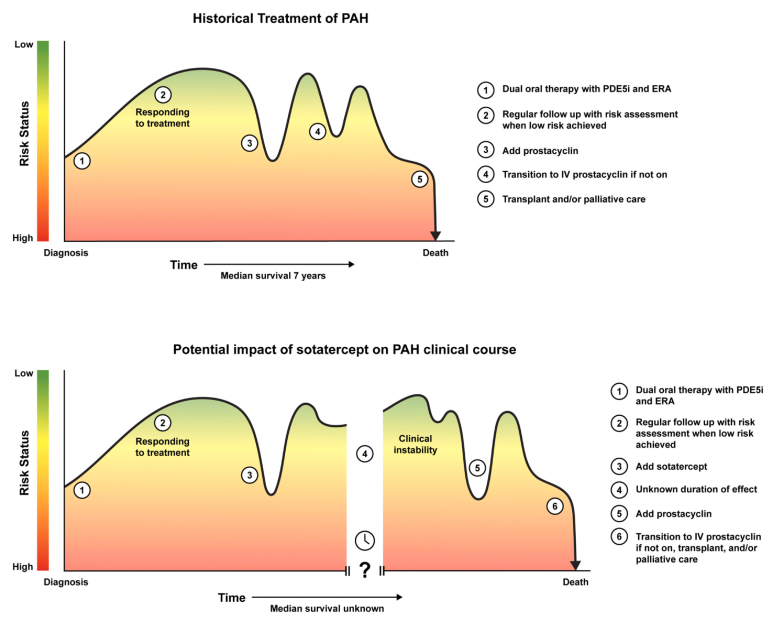 Historical Treatment of PAH
Low
Risk Status
High
1
2
Responding
to treatment
3
4
5
Diagnosis
Death
Time
Median survival 7 years
1 Dual oral therapy with PDE5i and ERA
2 Regular follow up with risk assessment
when low risk achieved
3 Add prostacyclin
4 Transition to IV prostacyclin if not on
5 Transplant and/or palliative care
Potential impact of sotatercept on PAH clinical course
Low
Risk Status
High
1
2
Responding
to treatment
3
4
?
Clinical
instability
5
6
Diagnosis
Death
Time
Median survival unknown
1 Dual oral therapy with PDE5i
and ERA
2 Regular follow up with risk
assessment when low risk
achieved
3 Add sotatercept
4 Unknown duration of effect
5 Add prostacyclin
6 Transition to IV prostacyclin
if not on, transplant, and/or
palliative care